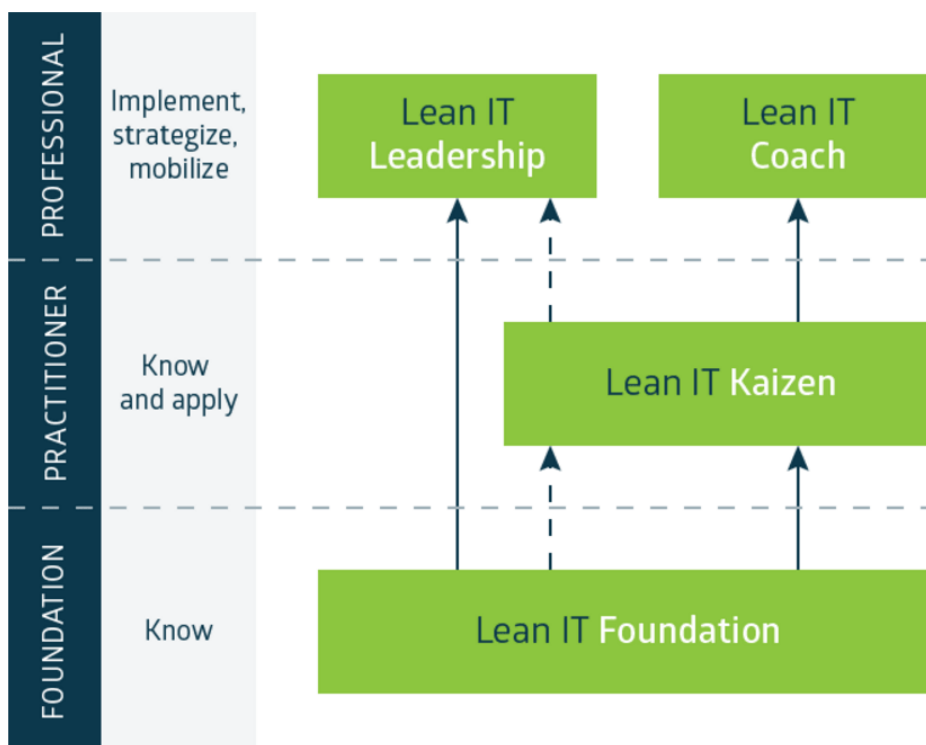 PROFESSIONAL
Implement,
strategize,
mobilize
Lean IT
Leadership
Lean IT
Coach
PRACTITIONER
Know
and apply
Lean IT Kaizen
FOUNDATION
Know
Lean IT Foundation